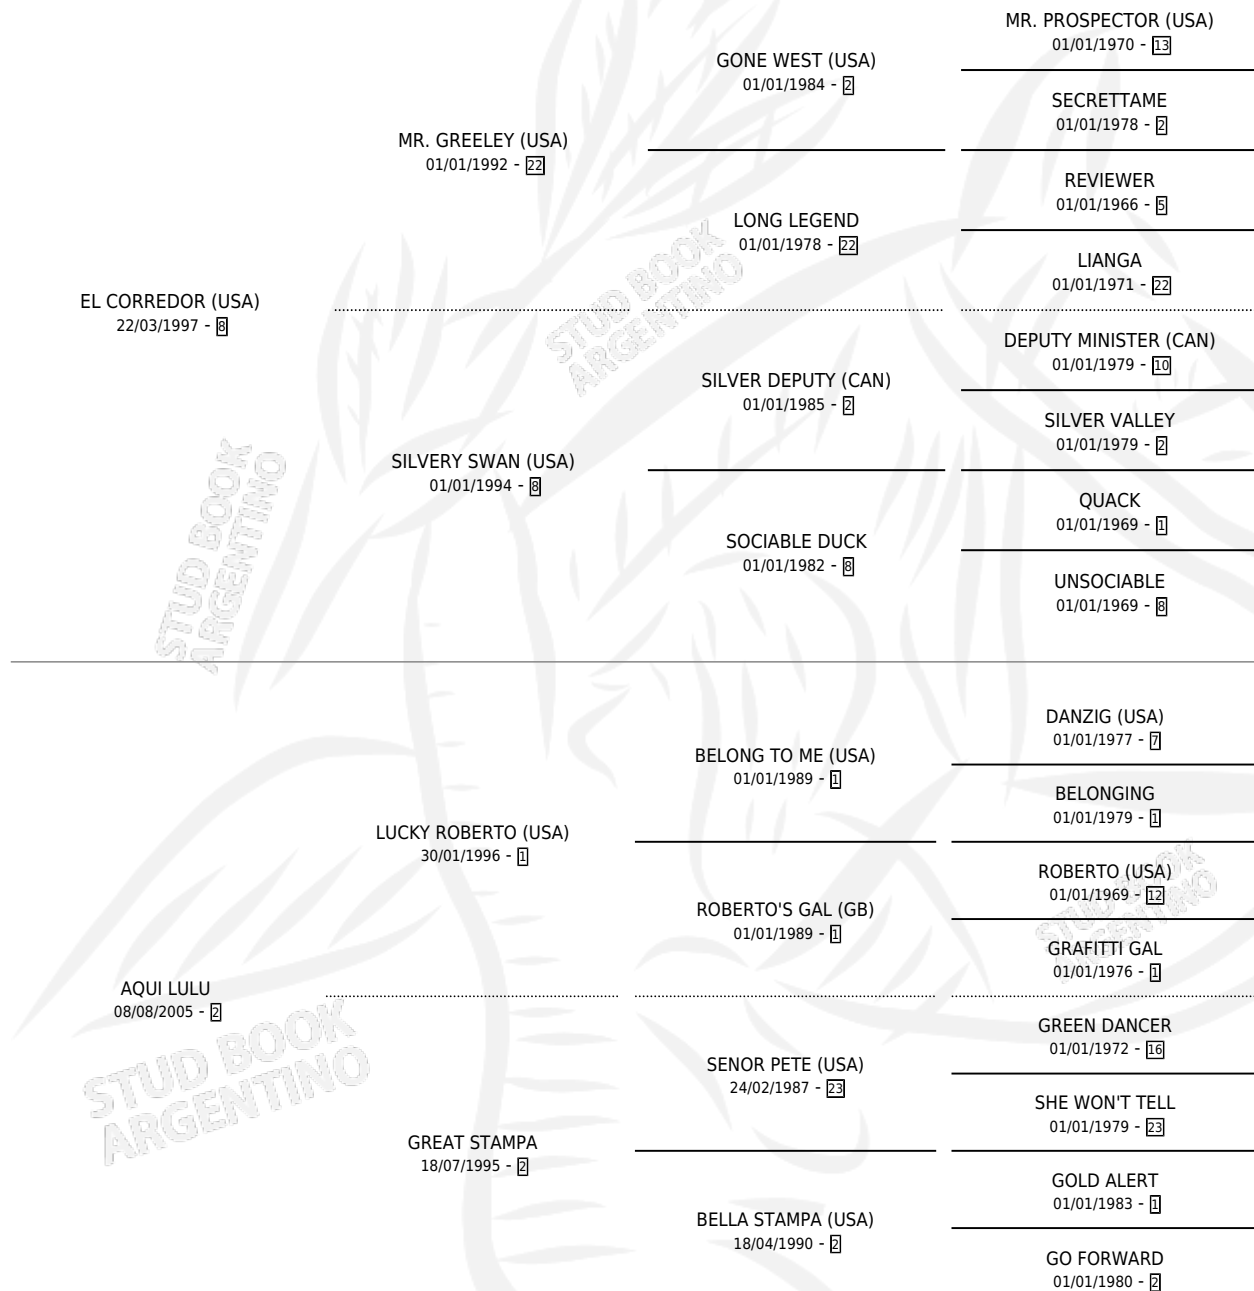 MR. PROSPECTOR (USA)
01/01/1970 - 13
GONE WEST (USA)
01/01/1984 - 2
SECRETTAME
01/01/1978 - 2
MR. GREELEY (USA)
01/01/1992 - 22
REVIEWER
01/01/1966 - 5
LONG LEGEND
01/01/1978 - 22
LIANGA
01/01/1971 - 22
EL CORREDOR (USA)
22/03/1997 - 8
STUD BOOK
ARGENTINO
DEPUTY MINISTER (CAN)
01/01/1979 - 10
SILVER DEPUTY (CAN)
01/01/1985 - 2
SILVER VALLEY
01/01/1979 - 2
SILVERY SWAN (USA)
01/01/1994 - 8
QUACK
01/01/1969 - 1
SOCIABLE DUCK
01/01/1982 - 8
UNSOCIABLE
01/01/1969 - 8
STUD BOOK
ARGENTINO
DANZIG (USA)
01/01/1977 - 7
BELONG TO ME (USA)
01/01/1989 - 1
BELONGING
01/01/1979 - 1
LUCKY ROBERTO (USA)
30/01/1996 - 1
ROBERTO (USA)
01/01/1969 - 12
ROBERTO'S GAL (GB)
01/01/1989 - 1
STUD BOOK
ARGENTINO
GRAFITTI GAL
01/01/1976 - 1
AQUI LULU
08/08/2005 - 2
STUD BOOK
ARGENTINO
GREEN DANCER
01/01/1972 - 16
SENOR PETE (USA)
24/02/1987 - 23
SHE WON'T TELL
01/01/1979 - 23
GREAT STAMPA
18/07/1995 - 2
GOLD ALERT
01/01/1983 - 1
BELLA STAMPA (USA)
18/04/1990 - 2
GO FORWARD
01/01/1980 - 2